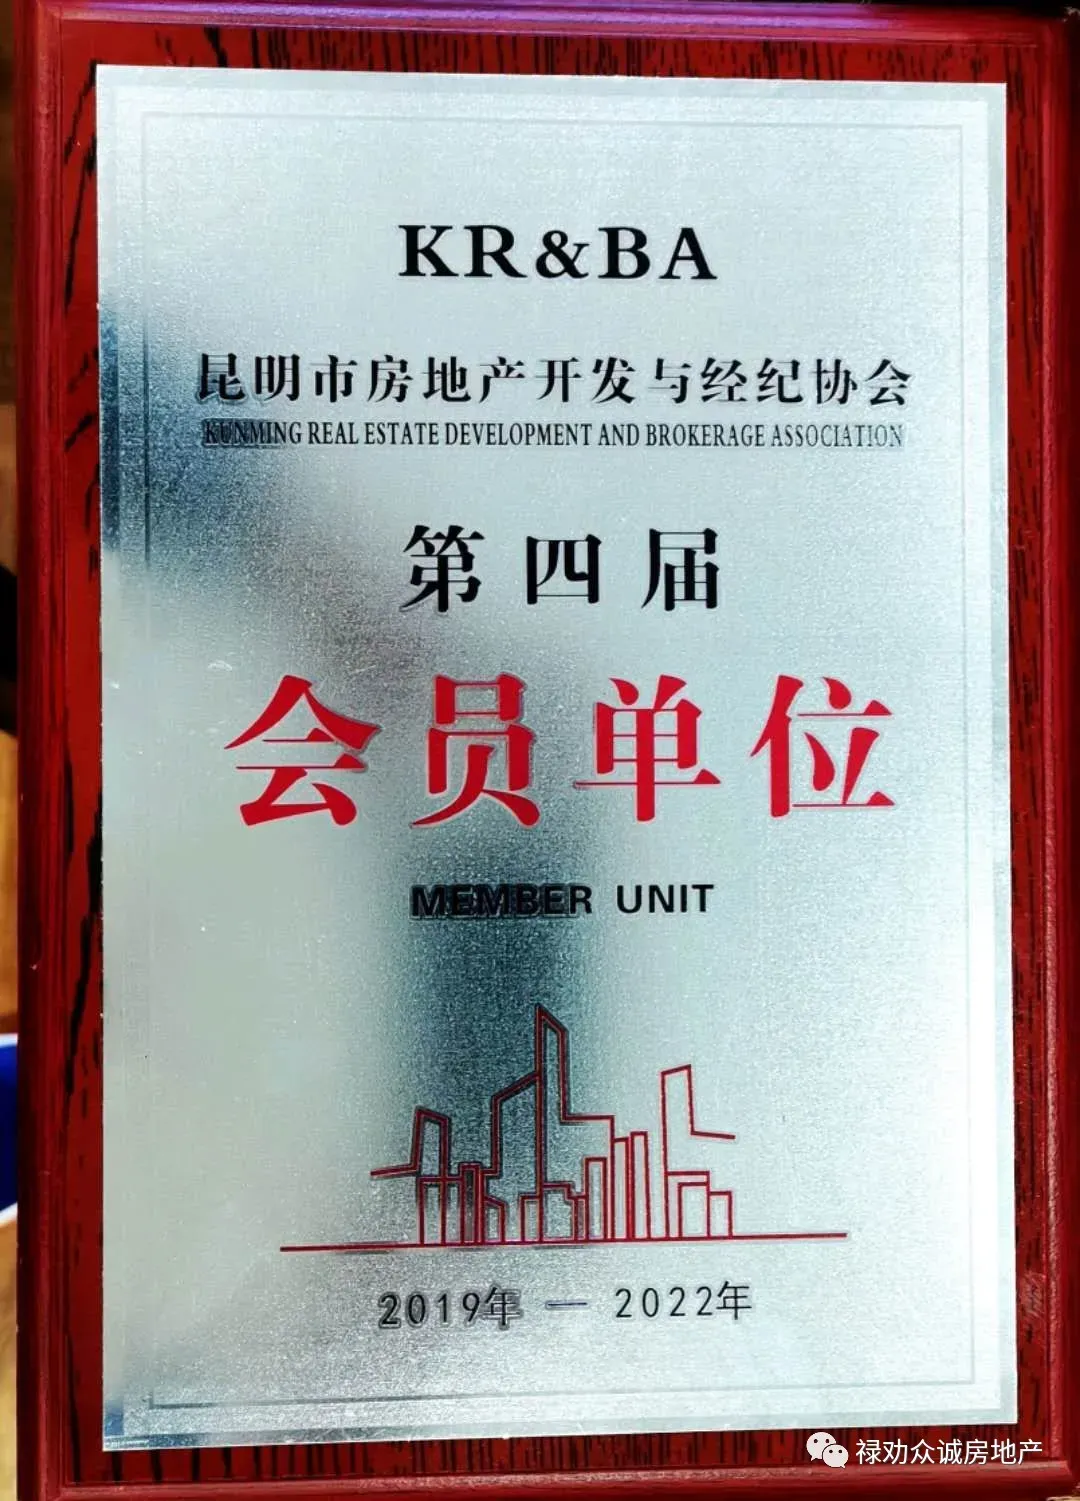 KR&BA
昆明市房地产开发与经纪协会
KUNMING REAL ESTATE DEVELOPMENT AND BROKERAGE ASSOCIATION
第四届
会员单位
MEMBER UNIT
2019年 — 2022年
禄劝众诚房地产